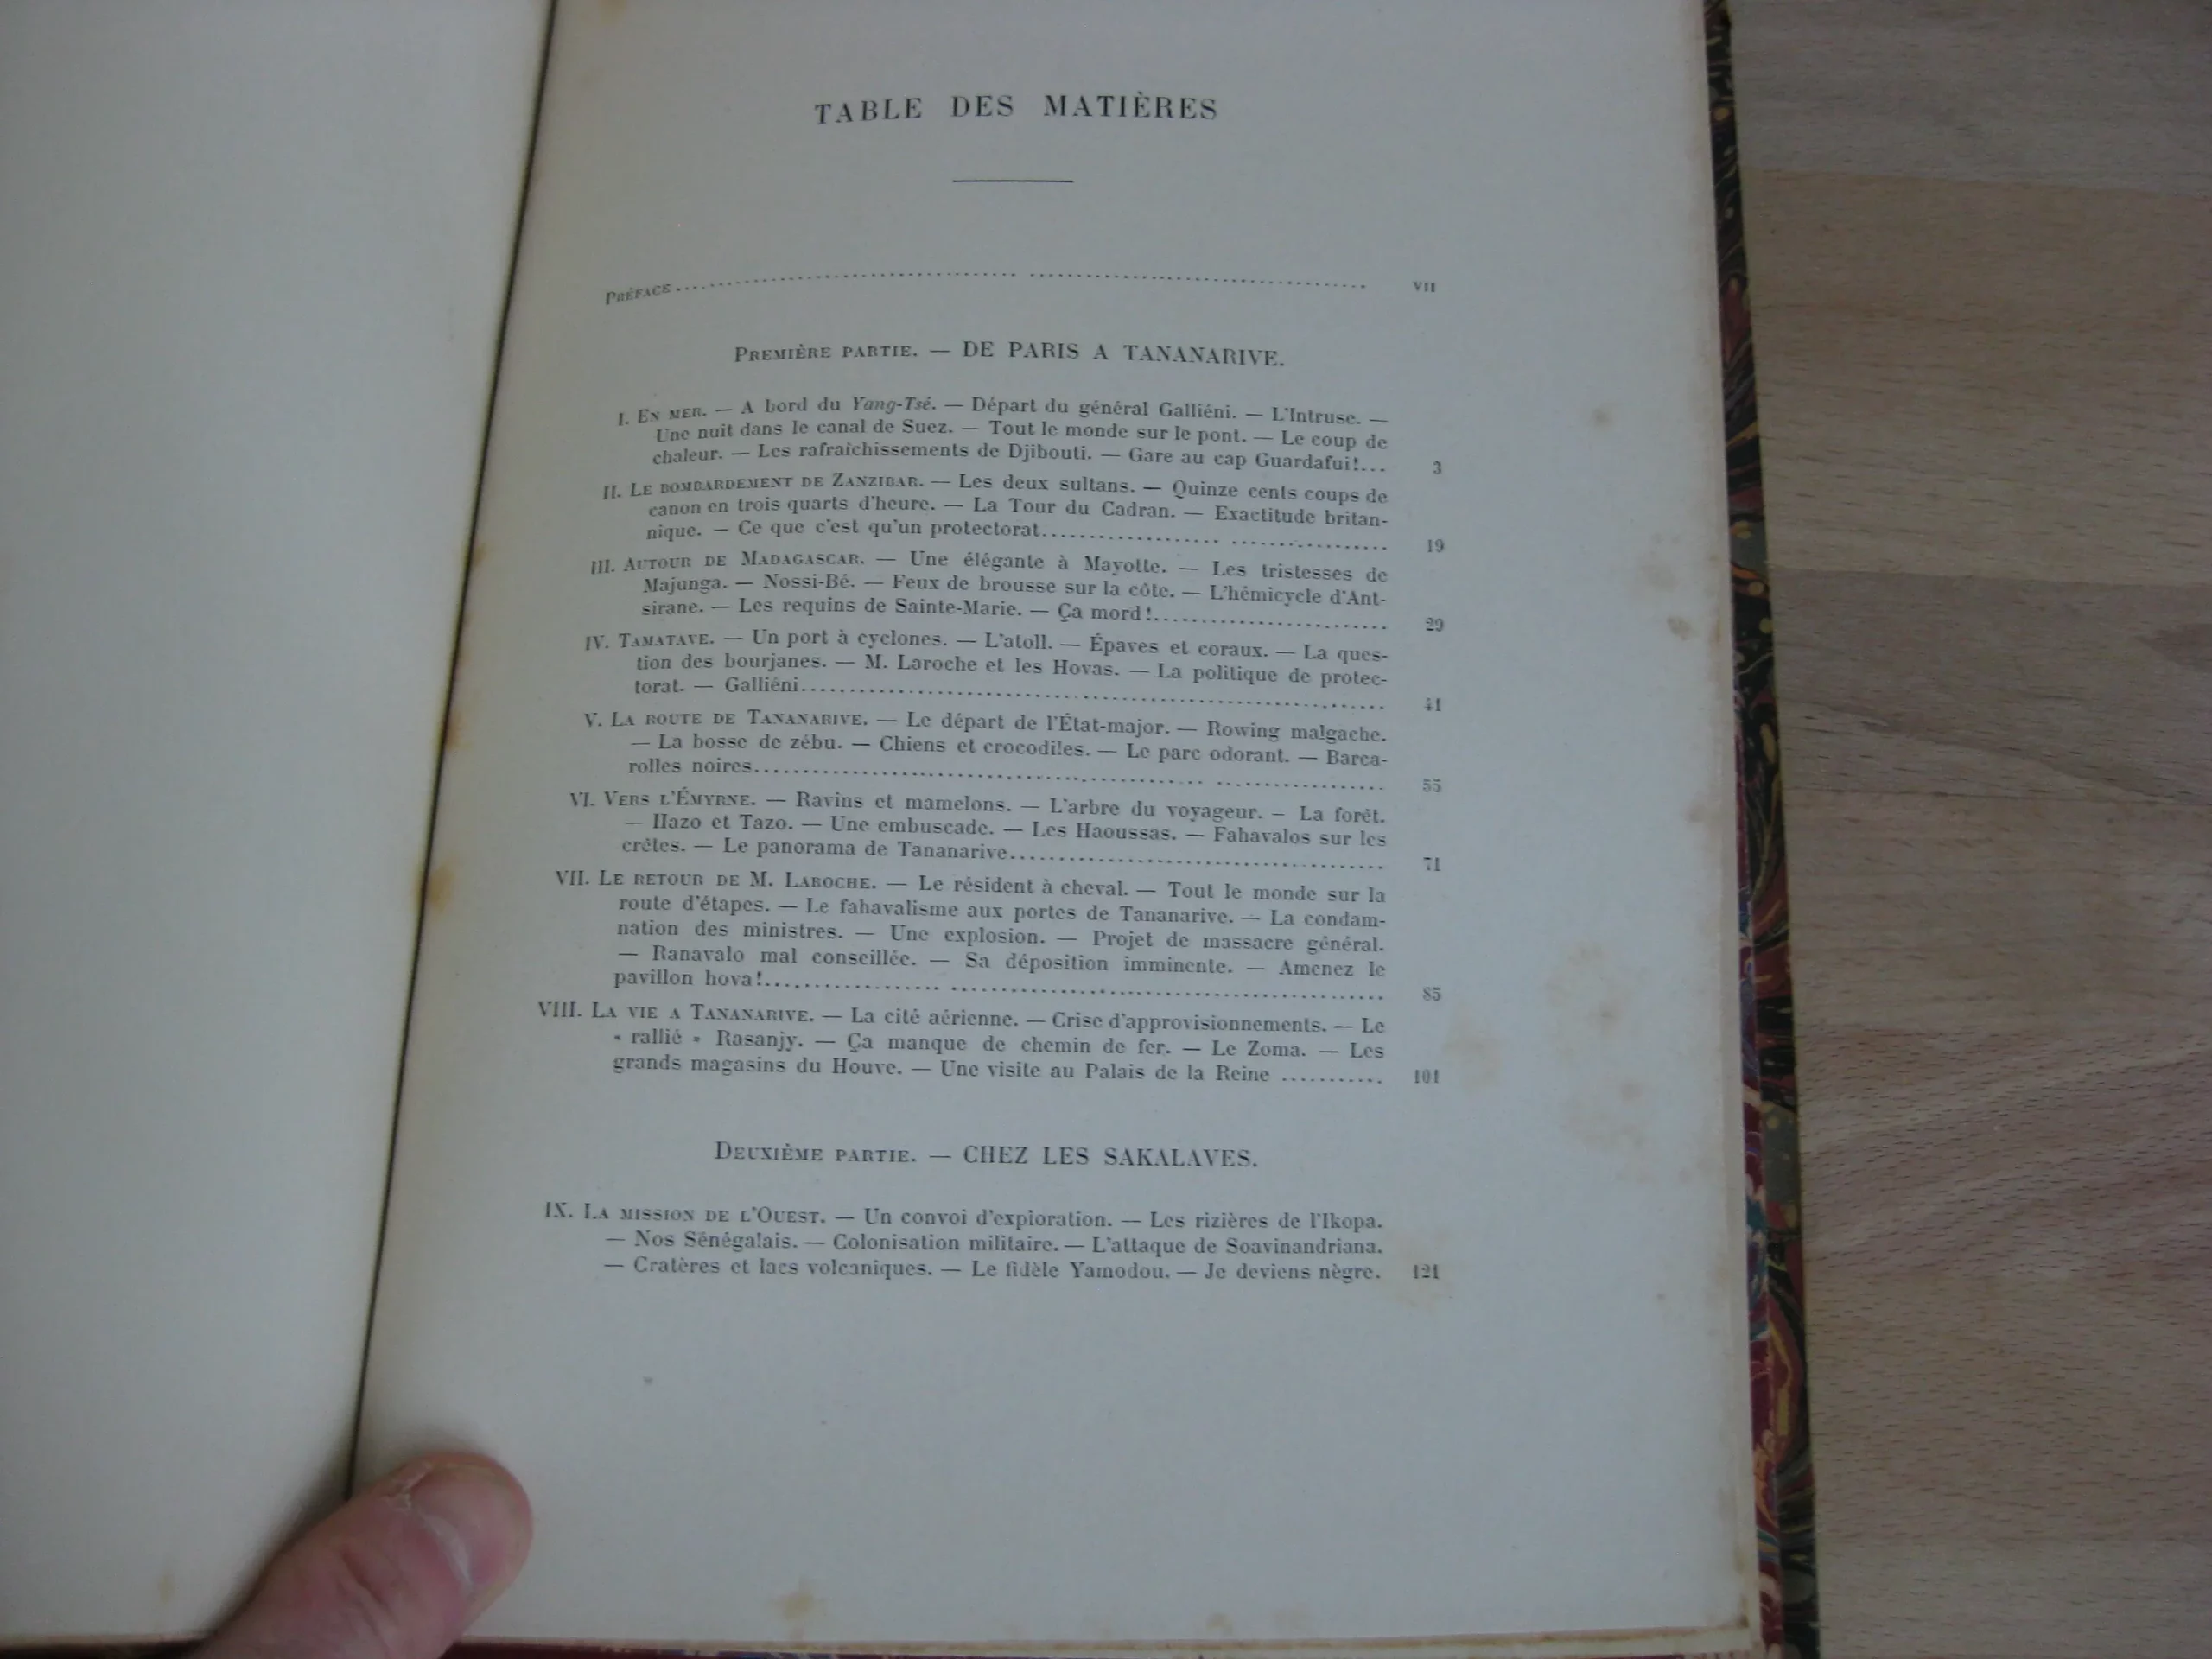 TABLE DES MATIÈRES
PRÉFACE ........ VII
PREMIÈRE PARTIE. — DE PARIS A TANANARIVE.
I. EN MER. — A bord du Yang-Tsé. — Départ du général Galliéni. — L'Intruse. —
Une nuit dans le canal de Suez. — Tout le monde sur le pont. — Le coup de
chaleur. — Les rafraîchissements de Djibouti. — Gare au cap Guardafui!... 3
II. LE BOMBARDEMENT DE ZANZIBAR. — Les deux sultans. — Quinze cents coups de
canon en trois quarts d'heure. — La Tour du Cadran. — Exactitude britan-
nique. — Ce que c'est qu'un protectorat........ 19
III. AUTOUR DE MADAGASCAR. — Une élégante à Mayotte. — Les tristesses de
Majunga. — Nossi-Bé. — Feux de brousse sur la côte. — L'hémicycle d'Ant-
sirane. — Les requins de Sainte-Marie. — Ça mord!........ 29
IV. TAMATAVE. — Un port à cyclones. — L'atoll. — Épaves et coraux. — La ques-
tion des bourjanes. — M. Laroche et les Hovas. — La politique de protec-
torat. — Galliéni........ 41
V. LA ROUTE DE TANANARIVE. — Le départ de l'État-major. — Rowing malgache.
— La bosse de zébu. — Chiens et crocodiles. — Le parc odorant. — Barca-
rolles noires........ 55
VI. VERS L'ÉMYRNE. — Ravins et mamelons. — L'arbre du voyageur. – La forêt.
— Hazo et Tazo. — Une embuscade. — Les Haoussas. — Fahavalos sur les
crêtes. — Le panorama de Tananarive........ 71
VII. LE RETOUR DE M. LAROCHE. — Le résident à cheval. — Tout le monde sur la
route d'étapes. — Le fahavalisme aux portes de Tananarive. — La condam-
nation des ministres. — Une explosion. — Projet de massacre général.
— Ranavalo mal conseillée. — Sa déposition imminente. — Amenez le
pavillon hova!........ 85
VIII. LA VIE A TANANARIVE. — La cité aérienne. — Crise d'approvisionnements. — Le
« rallié » Rasanjy. — Ça manque de chemin de fer. — Le Zoma. — Les
grands magasins du Houve. — Une visite au Palais de la Reine ........ 101
DEUXIÈME PARTIE. — CHEZ LES SAKALAVES.
IX. LA MISSION DE L'OUEST. — Un convoi d'exploration. — Les rizières de l'Ikopa.
— Nos Sénégalais. — Colonisation militaire. — L'attaque de Soavinandriana.
— Cratères et lacs volcaniques. — Le fidèle Yamodou. — Je deviens nègre. 121